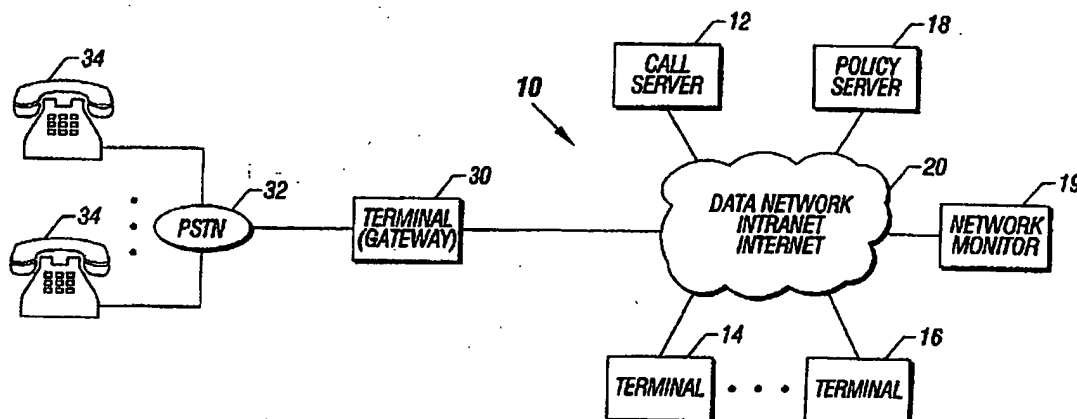 34
34
PSTN
32
TERMINAL
(GATEWAY)
30
10
CALL
SERVER
12
POLICY
SERVER
18
DATA NETWORK
INTRANET
INTERNET
20
NETWORK
MONITOR
19
TERMINAL
14
TERMINAL
16